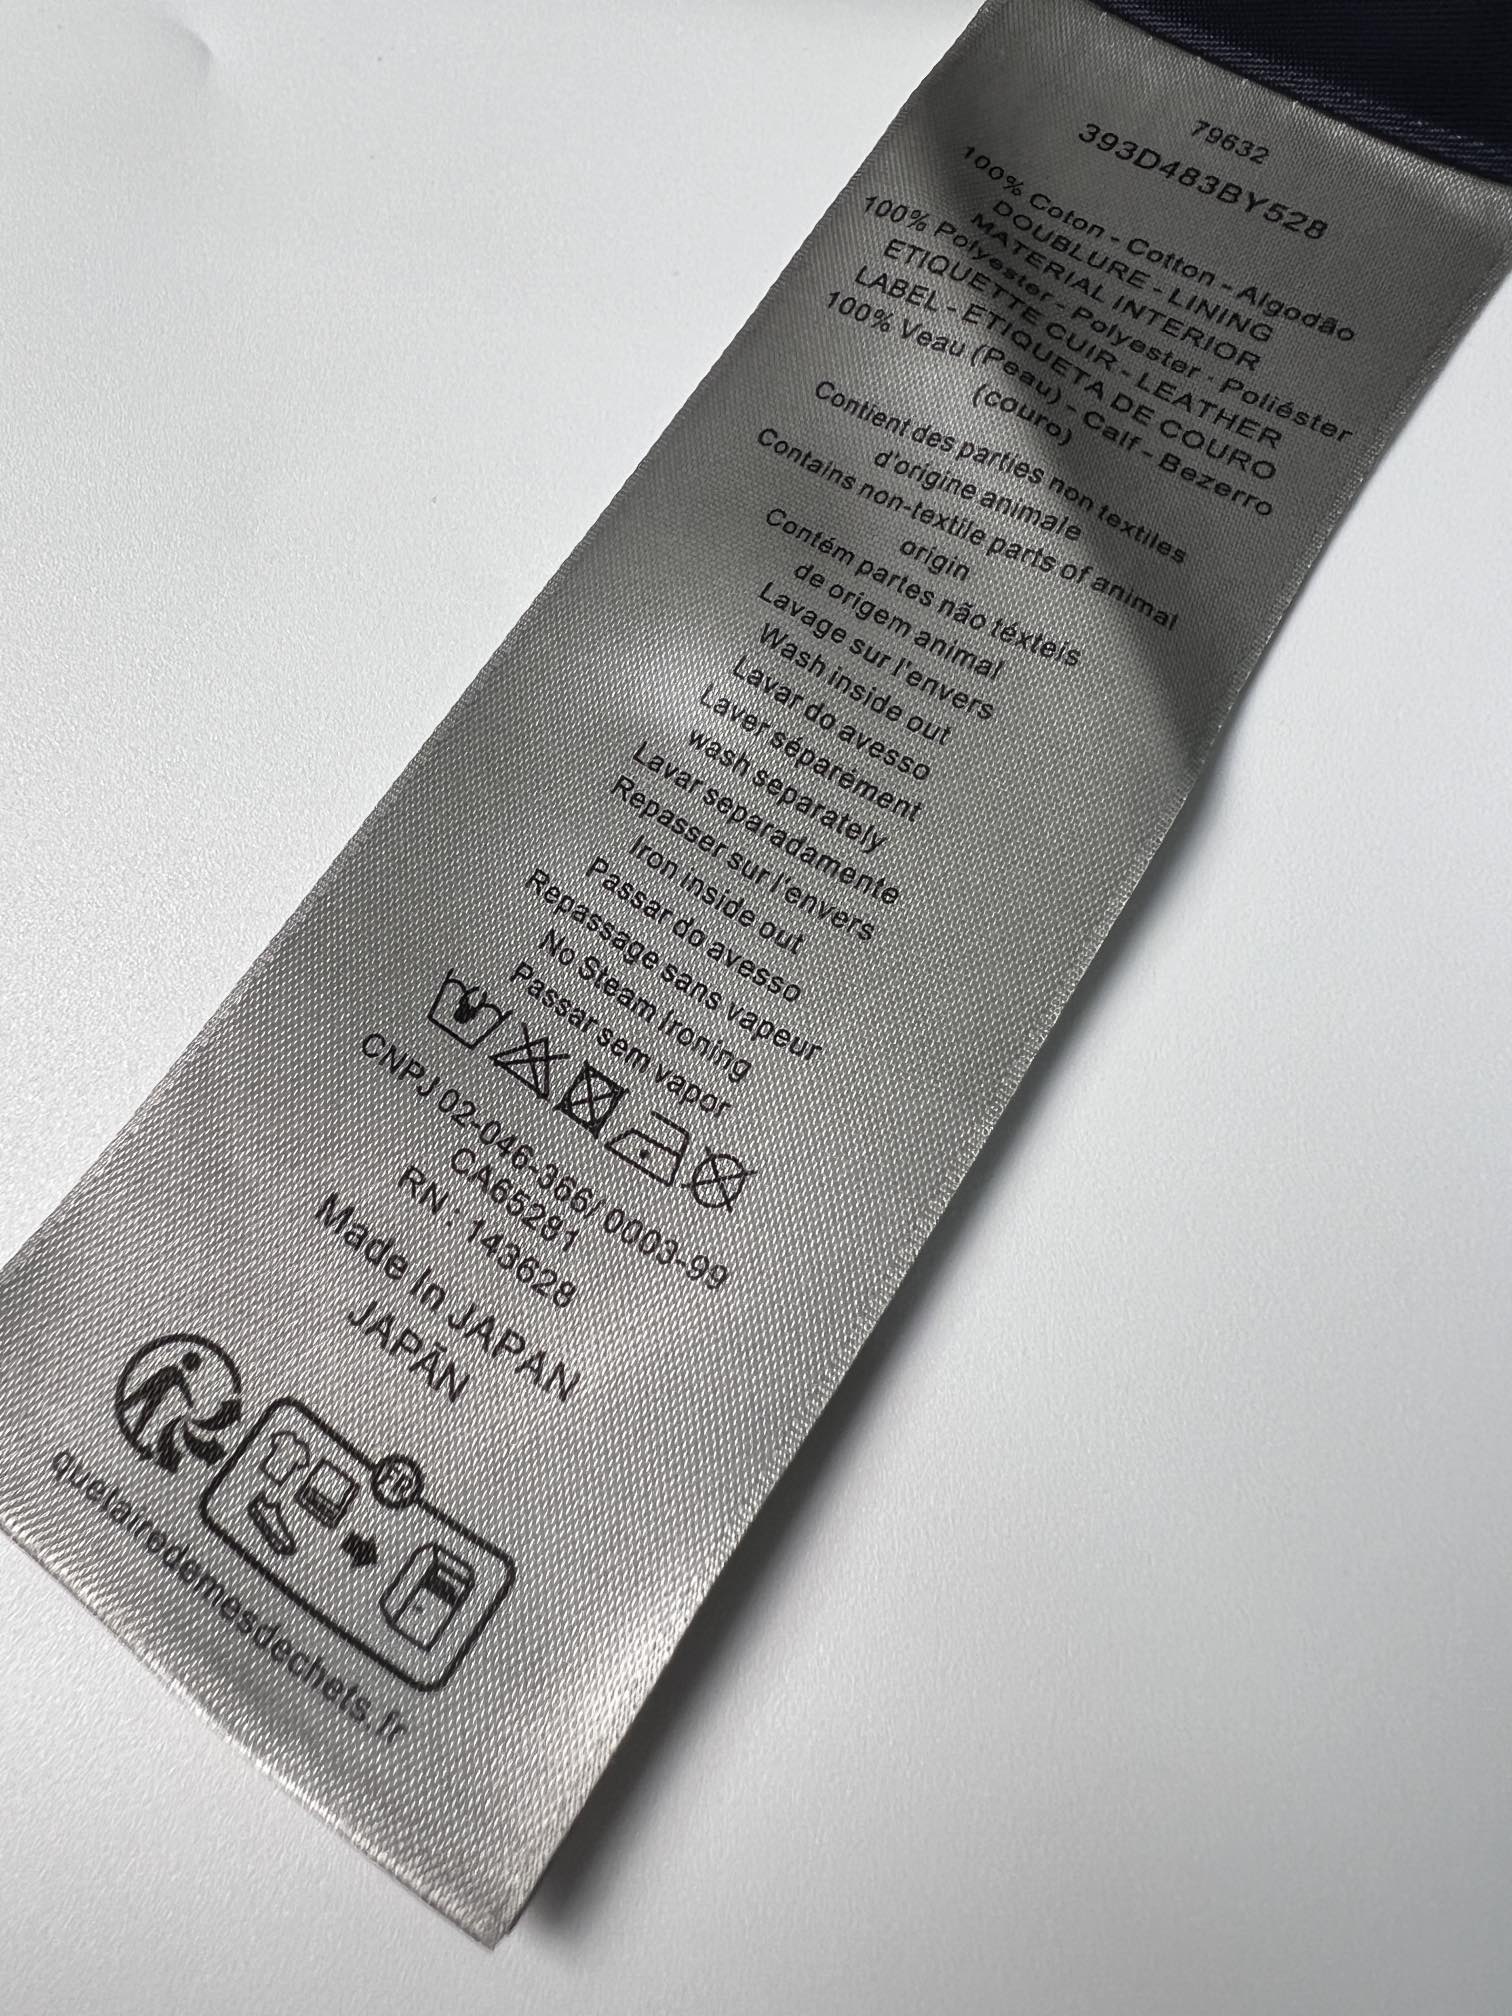 79632
393D483BY528
100% Coton - Cotton - Algodão
DOUBLURE - LINING
MATERIAL INTERIOR
100% Polyester - Polyester - Poliéster
ETIQUETTE CUIR - LEATHER
LABEL - ETIQUETA DE COURO
100% Veau (Peau) - Calf - Bezerro
(couro)
Contient des parties non textiles
d'origine animale
Contains non-textile parts of animal
origin
Contém partes não téxteis
de origem animal
Lavage sur l'envers
Wash inside out
Lavar do avesso
Laver séparément
wash separately
Lavar separadamente
Repasser sur l'envers
Iron inside out
Passar do avesso
Repassage sans vapeur
No Steam Ironing
Passar sem vapor
CNPJ 02-046-366/ 0003-99
CA65281
RN : 143628
Made In JAPAN
JAPÃN
FR
quefairedemesdechets.fr